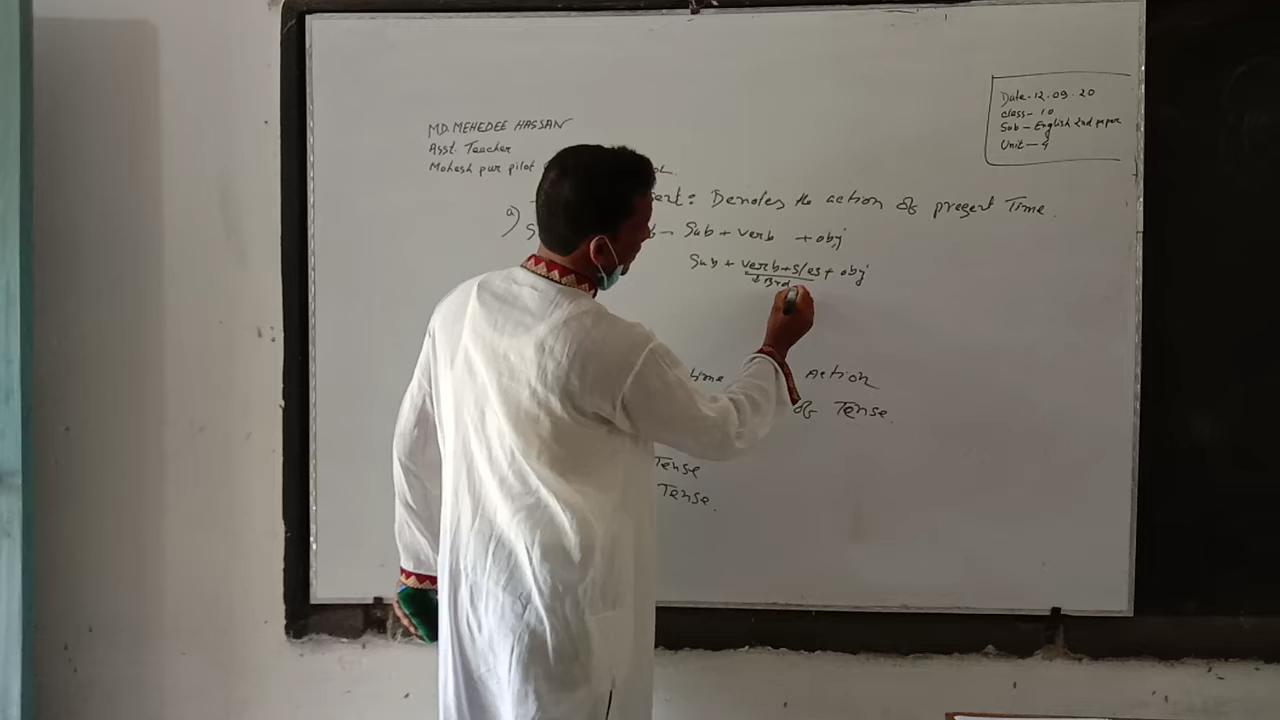 MD. MEHEDEE HASSAN
Asst. Teacher
Mohesh pur pilot
Date - 12.09.20
class - 10
Sub - English 2nd paper
Unit - 4
: Denotes the action of present Time.
a)
Sub + verb + obj
Sub + verb + s/es + obj
↓ 3rd
time Action
of Tense.
Tense
Tense.